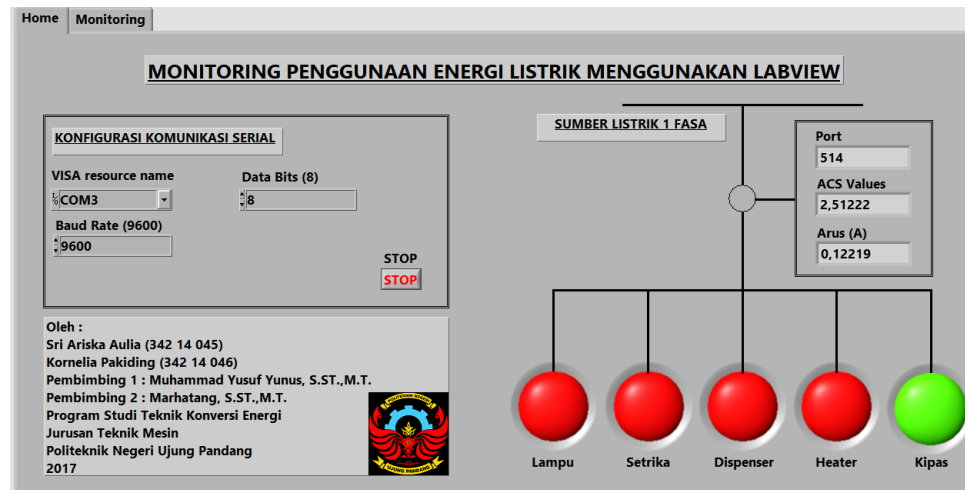 Home Monitoring
MONITORING PENGGUNAAN ENERGI LISTRIK MENGGUNAKAN LABVIEW
KONFIGURASI KOMUNIKASI SERIAL
VISA resource name
COM3
Data Bits (8)
8
Baud Rate (9600)
9600
STOP
STOP
SUMBER LISTRIK 1 FASA
Port
514
ACS Values
2,51222
Arus (A)
0,12219
Oleh :
Sri Ariska Aulia (342 14 045)
Kornelia Pakiding (342 14 046)
Pembimbing 1 : Muhammad Yusuf Yunus, S.ST.,M.T.
Pembimbing 2 : Marhatang, S.ST.,M.T.
Program Studi Teknik Konversi Energi
Jurusan Teknik Mesin
Politeknik Negeri Ujung Pandang
2017
POLITEKNIK NEGERI
UJUNG PANDANG
Lampu Setrika Dispenser Heater Kipas